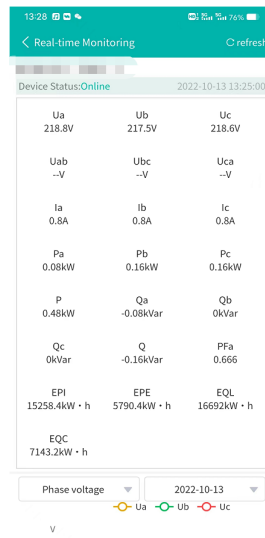 13:28 76%
Real-time Monitoring refresh
Device Status:Online 2022-10-13 13:25:00
Ua Ub Uc
218.8V 217.5V 218.6V
Uab Ubc Uca
--V --V --V
Ia Ib Ic
0.8A 0.8A 0.8A
Pa Pb Pc
0.08kW 0.16kW 0.16kW
P Qa Qb
0.48kW -0.08kVar 0kVar
Qc Q PFa
0kVar -0.16kVar 0.666
EPI EPE EQL
15258.4kW·h 5790.4kW·h 16692kW·h
EQC
7143.2kW·h
Phase voltage 2022-10-13
Ua Ub Uc
V